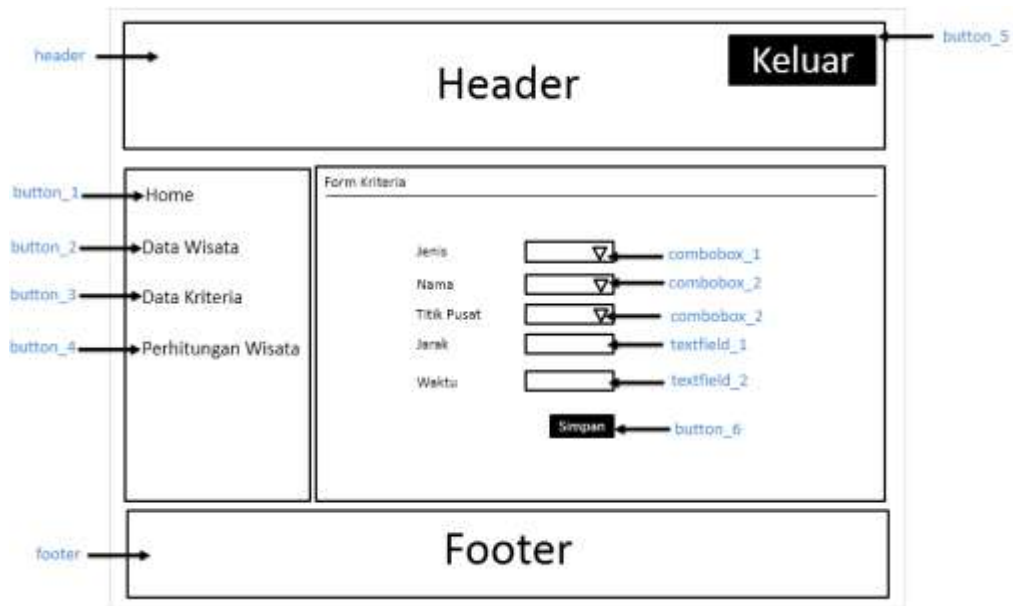 button_5
header
Keluar
Header
button_1
Home
Form Kriteria
button_2
Data Wisata
Jenis
combobox_1
Nama
combobox_2
button_3
Data Kriteria
Titik Pusat
combobox_2
button_4
Perhitungan Wisata
Jarak
textfield_1
Waktu
textfield_2
Simpan
button_6
footer
Footer